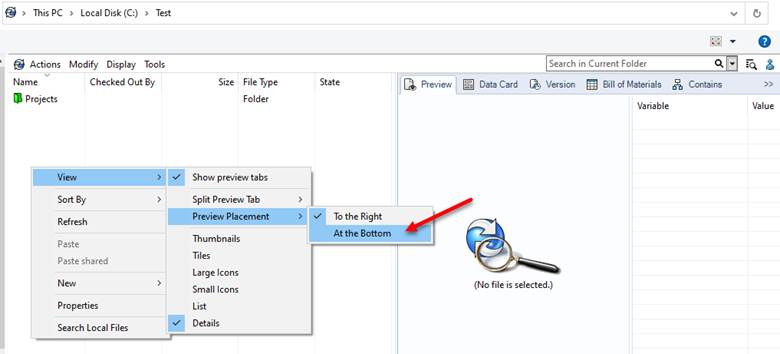 This PC > Local Disk (C:) > Test
Actions Modify Display Tools
Search in Current Folder
Name Checked Out By Size File Type State
Projects Folder
Preview Data Card Version Bill of Materials Contains >>
Variable Value
View
Sort By
Refresh
Paste
Paste shared
New
Properties
Search Local Files
Show preview tabs
Split Preview Tab
Preview Placement
Thumbnails
Tiles
Large Icons
Small Icons
List
Details
To the Right
At the Bottom
(No file is selected.)